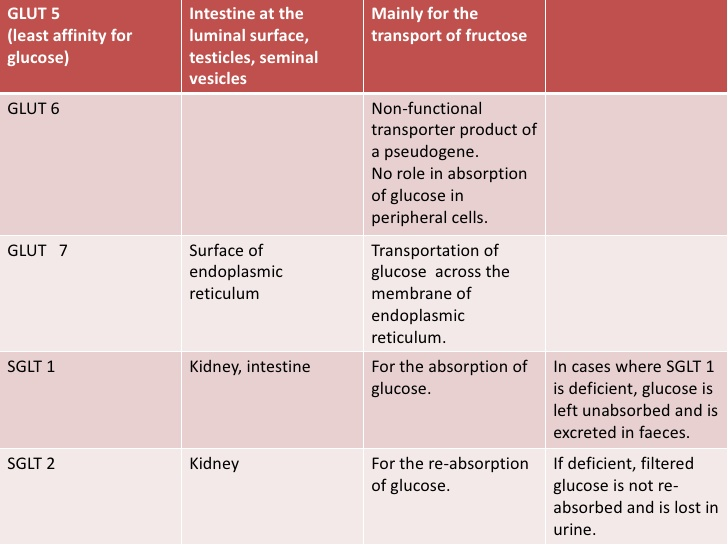 GLUT 5
(least affinity for
glucose)
Intestine at the
luminal surface,
testicles, seminal
vesicles
Mainly for the
transport of fructose
GLUT 6
Non-functional
transporter product of
a pseudogene.
No role in absorption
of glucose in
peripheral cells.
GLUT 7
Surface of
endoplasmic
reticulum
Transportation of
glucose across the
membrane of
endoplasmic
reticulum.
SGLT 1
Kidney, intestine
For the absorption of
glucose.
In cases where SGLT 1
is deficient, glucose is
left unabsorbed and is
excreted in faeces.
SGLT 2
Kidney
For the re-absorption
of glucose.
If deficient, filtered
glucose is not re-
absorbed and is lost in
urine.